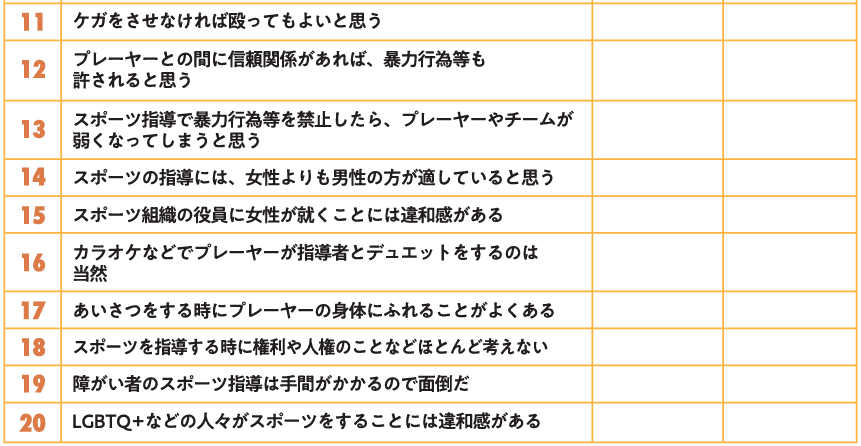 11 ケガをさせなければ殴ってもよいと思う
12 プレーヤーとの間に信頼関係があれば、暴力行為等も
許されると思う
13 スポーツ指導で暴力行為等を禁止したら、プレーヤーやチームが
弱くなってしまうと思う
14 スポーツの指導には、女性よりも男性の方が適していると思う
15 スポーツ組織の役員に女性が就くことには違和感がある
16 カラオケなどでプレーヤーが指導者とデュエットをするのは
当然
17 あいさつをする時にプレーヤーの身体にふれることがよくある
18 スポーツを指導する時に権利や人権のことなどほとんど考えない
19 障がい者のスポーツ指導は手間がかかるので面倒だ
20 LGBTQ+などの人々がスポーツをすることには違和感がある